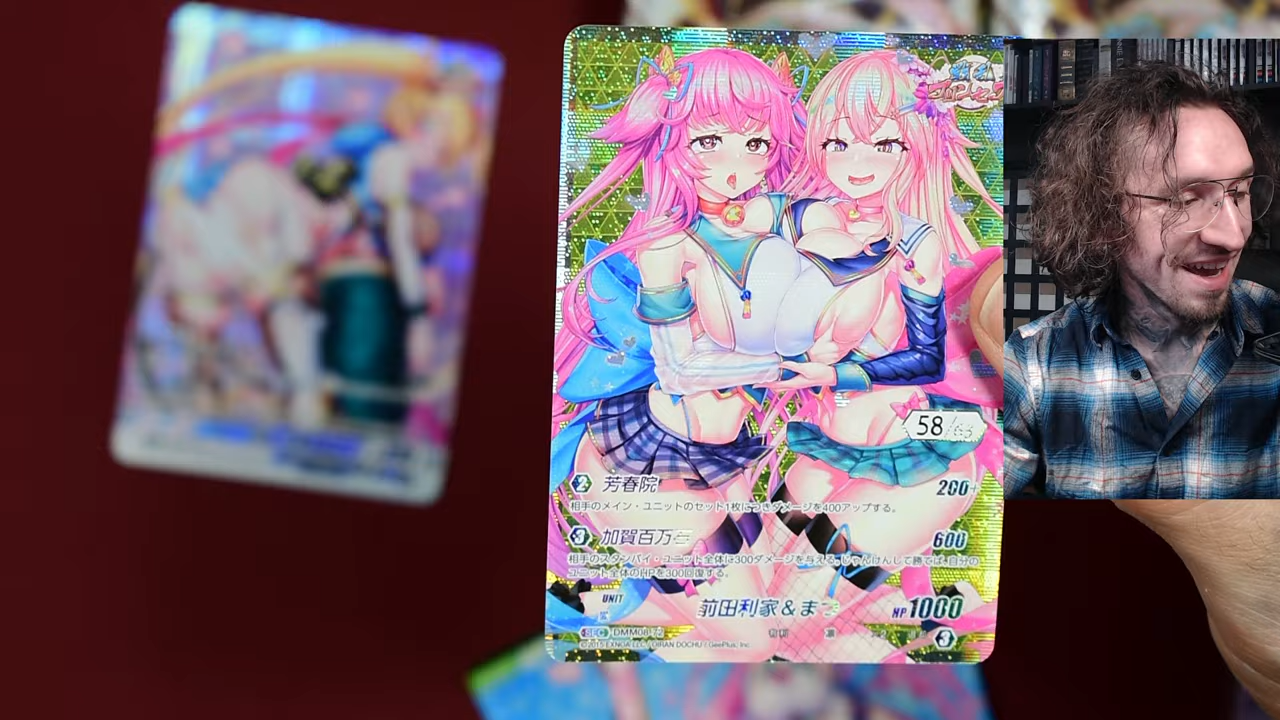 58/63
芳春院 200+
相手のメイン・ユニットのセット1枚につきダメージを400アップする。
加賀百万石 600
相手のスタンバイ・ユニット全体に300ダメージを与える。じゃんけんして勝てば、自分の
ユニット全体のHPを300回復する。
UNIT
前田利家&まつ HP1000
SEC DMM08-72
©2015 EXNOA LLC / OIRAN DOCHU / GeePlus, Inc.
3